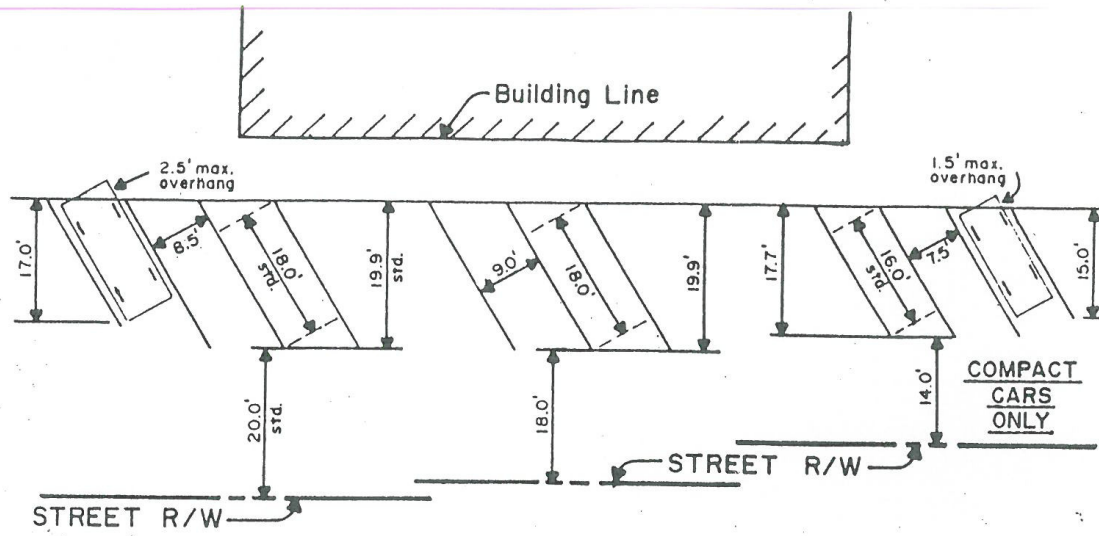 Building Line
2.5' max.
overhang
1.5' max.
overhang
17.0'
8.5'
18.0'
std.
19.9'
std.
9.0'
18.0'
19.9'
17.7'
16.0'
std.
7.5'
15.0'
20.0'
std.
18.0'
14.0'
COMPACT
CARS
ONLY
STREET R/W
STREET R/W